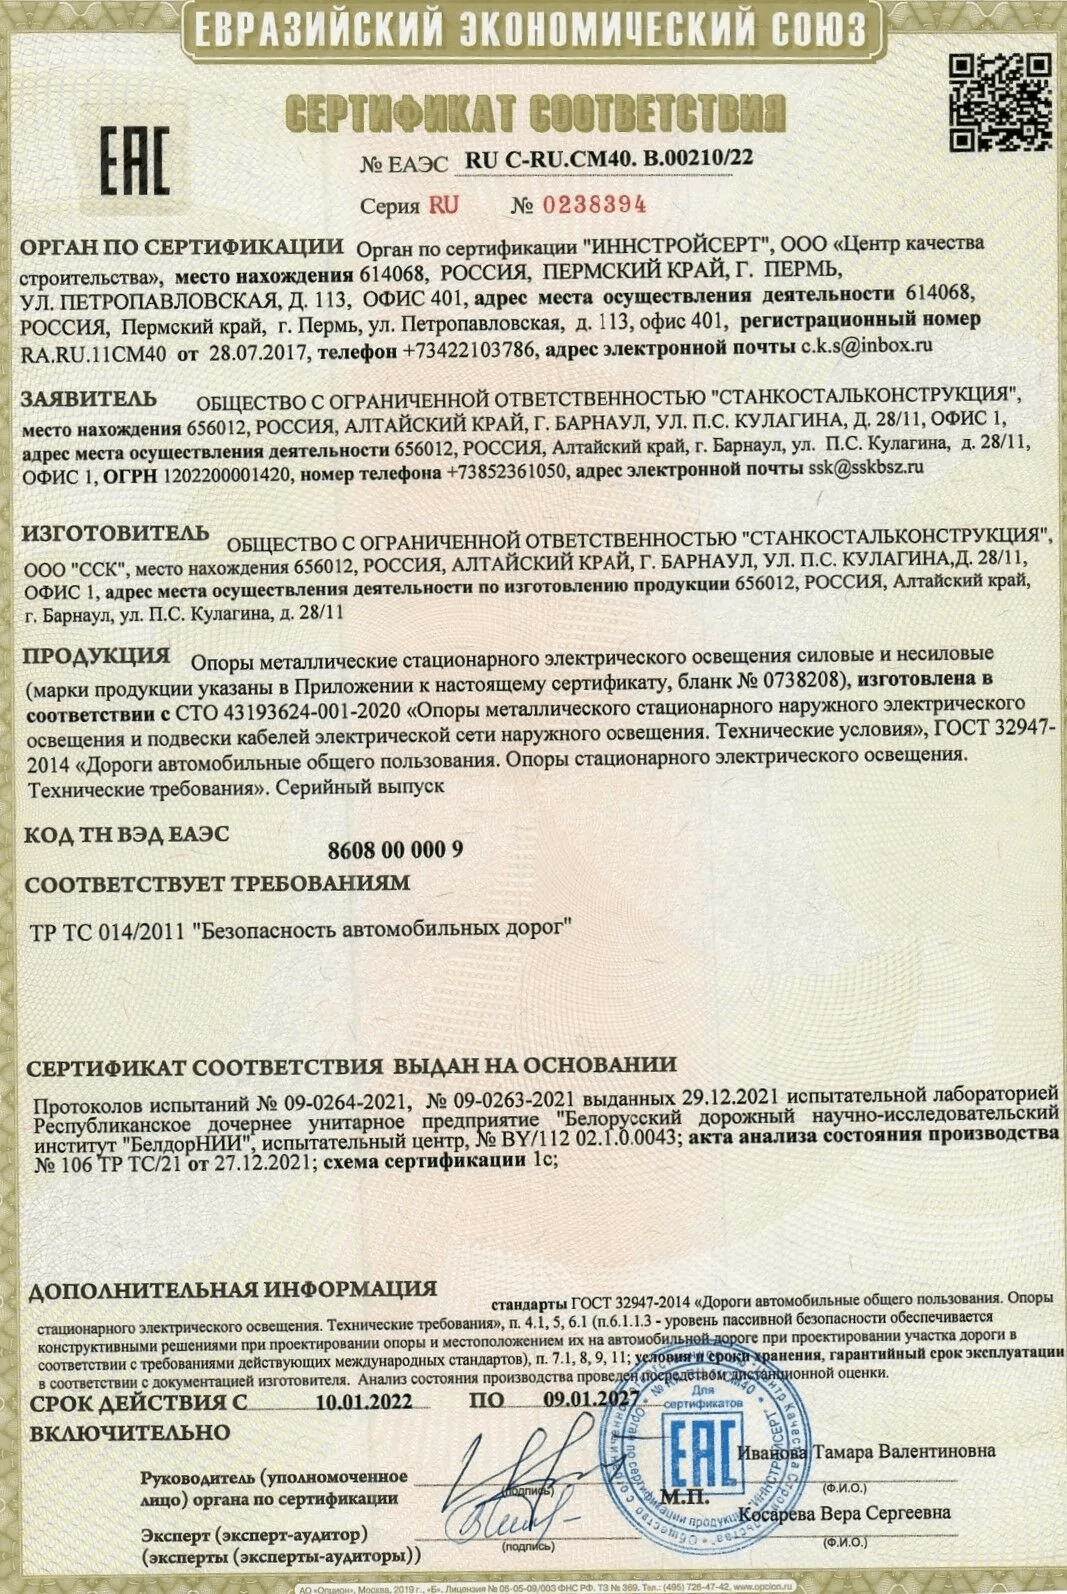 ЕВРАЗИЙСКИЙ ЭКОНОМИЧЕСКИЙ СОЮЗ
СЕРТИФИКАТ СООТВЕТСТВИЯ
ЕАС
№ ЕАЭС RU С-RU.СМ40. В.00210/22
Серия RU № 0238394
ОРГАН ПО СЕРТИФИКАЦИИ Орган по сертификации "ИННСТРОЙСЕРТ", ООО «Центр качества
строительства», место нахождения 614068, РОССИЯ, ПЕРМСКИЙ КРАЙ, Г. ПЕРМЬ,
УЛ. ПЕТРОПАВЛОВСКАЯ, Д. 113, ОФИС 401, адрес места осуществления деятельности 614068,
РОССИЯ, Пермский край, г. Пермь, ул. Петропавловская, д. 113, офис 401, регистрационный номер
RA.RU.11СМ40 от 28.07.2017, телефон +73422103786, адрес электронной почты c.k.s@inbox.ru
ЗАЯВИТЕЛЬ ОБЩЕСТВО С ОГРАНИЧЕННОЙ ОТВЕТСТВЕННОСТЬЮ "СТАНКОСТАЛЬКОНСТРУКЦИЯ",
место нахождения 656012, РОССИЯ, АЛТАЙСКИЙ КРАЙ, Г. БАРНАУЛ, УЛ. П.С. КУЛАГИНА, Д. 28/11, ОФИС 1,
адрес места осуществления деятельности 656012, РОССИЯ, Алтайский край, г. Барнаул, ул. П.С. Кулагина, д. 28/11,
ОФИС 1, ОГРН 1202200001420, номер телефона +73852361050, адрес электронной почты ssk@sskbsz.ru
ИЗГОТОВИТЕЛЬ ОБЩЕСТВО С ОГРАНИЧЕННОЙ ОТВЕТСТВЕННОСТЬЮ "СТАНКОСТАЛЬКОНСТРУКЦИЯ",
ООО "ССК", место нахождения 656012, РОССИЯ, АЛТАЙСКИЙ КРАЙ, Г. БАРНАУЛ, УЛ. П.С. КУЛАГИНА,Д. 28/11,
ОФИС 1, адрес места осуществления деятельности по изготовлению продукции 656012, РОССИЯ, Алтайский край,
г. Барнаул, ул. П.С. Кулагина, д. 28/11
ПРОДУКЦИЯ Опоры металлические стационарного электрического освещения силовые и несиловые
(марки продукции указаны в Приложении к настоящему сертификату, бланк № 0738208), изготовлена в
соответствии с СТО 43193624-001-2020 «Опоры металлического стационарного наружного электрического
освещения и подвески кабелей электрической сети наружного освещения. Технические условия», ГОСТ 32947-
2014 «Дороги автомобильные общего пользования. Опоры стационарного электрического освещения.
Технические требования». Серийный выпуск
КОД ТН ВЭД ЕАЭС
8608 00 000 9
СООТВЕТСТВУЕТ ТРЕБОВАНИЯМ
ТР ТС 014/2011 "Безопасность автомобильных дорог"
СЕРТИФИКАТ СООТВЕТСТВИЯ ВЫДАН НА ОСНОВАНИИ
Протоколов испытаний № 09-0264-2021, № 09-0263-2021 выданных 29.12.2021 испытательной лабораторией
Республиканское дочернее унитарное предприятие "Белорусский дорожный научно-исследовательский
институт "БелдорНИИ", испытательный центр, № BY/112 02.1.0.0043; акта анализа состояния производства
№ 106 ТР ТС/21 от 27.12.2021; схема сертификации 1с;
ДОПОЛНИТЕЛЬНАЯ ИНФОРМАЦИЯ
стандарты ГОСТ 32947-2014 «Дороги автомобильные общего пользования. Опоры
стационарного электрического освещения. Технические требования», п. 4.1, 5, 6.1 (п.6.1.1.3 - уровень пассивной безопасности обеспечивается
конструктивными решениями при проектировании опоры и местоположением их на автомобильной дороге при проектировании участка дороги в
соответствии с требованиями действующих международных стандартов), п. 7.1, 8, 9, 11; условия и сроки хранения, гарантийный срок эксплуатации
в соответствии с документацией изготовителя. Анализ состояния производства проведен посредством дистанционной оценки.
СРОК ДЕЙСТВИЯ С 10.01.2022 ПО 09.01.2027
ВКЛЮЧИТЕЛЬНО
Для
сертификатов
ЕАС
Руководитель (уполномоченное
лицо) органа по сертификации
(подпись)
М.П.
Иванова Тамара Валентиновна
(Ф.И.О.)
Эксперт (эксперт-аудитор)
(эксперты (эксперты-аудиторы))
(подпись)
Косарева Вера Сергеевна
(Ф.И.О.)
АО «Опцион», Москва, 2019 г., «Б». Лицензия № 05-05-09/003 ФНС РФ. ТЗ № 369. Тел.: (495) 726-47-42, www.opcion.ru